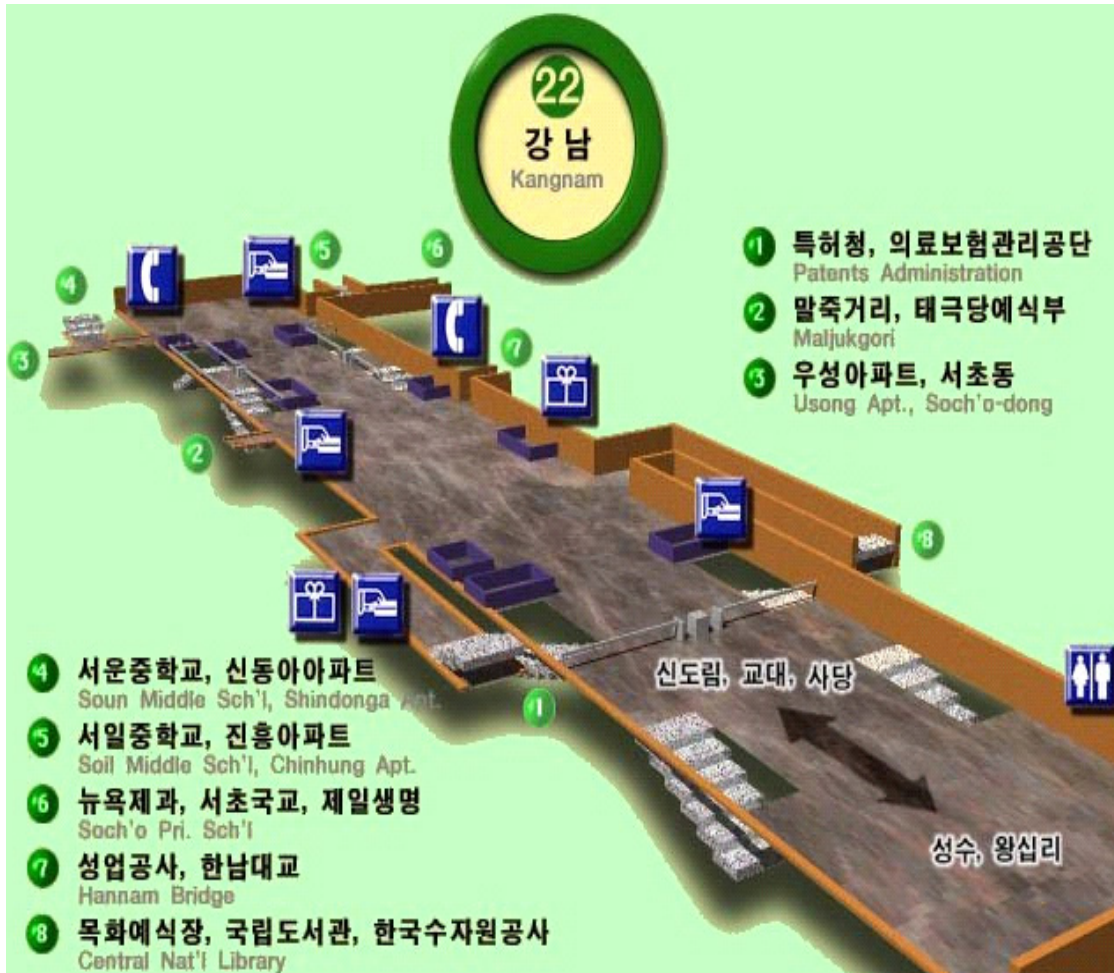 22
강남
Kangnam
#1 특허청, 의료보험관리공단
Patents Administration
#2 말죽거리, 태극당예식부
Maljukgori
#3 우성아파트, 서초동
Usong Apt., Soch'o-dong
#4
#5
#6
#3
#7
#2
#8
#1
신도림, 교대, 사당
성수, 왕십리
#4 서운중학교, 신동아아파트
Soun Middle Sch'l, Shindonga Apt.
#5 서일중학교, 진흥아파트
Soil Middle Sch'l, Chinhung Apt.
#6 뉴욕제과, 서초국교, 제일생명
Soch'o Pri. Sch'l
#7 성업공사, 한남대교
Hannam Bridge
#8 목화예식장, 국립도서관, 한국수자원공사
Central Nat'l Library